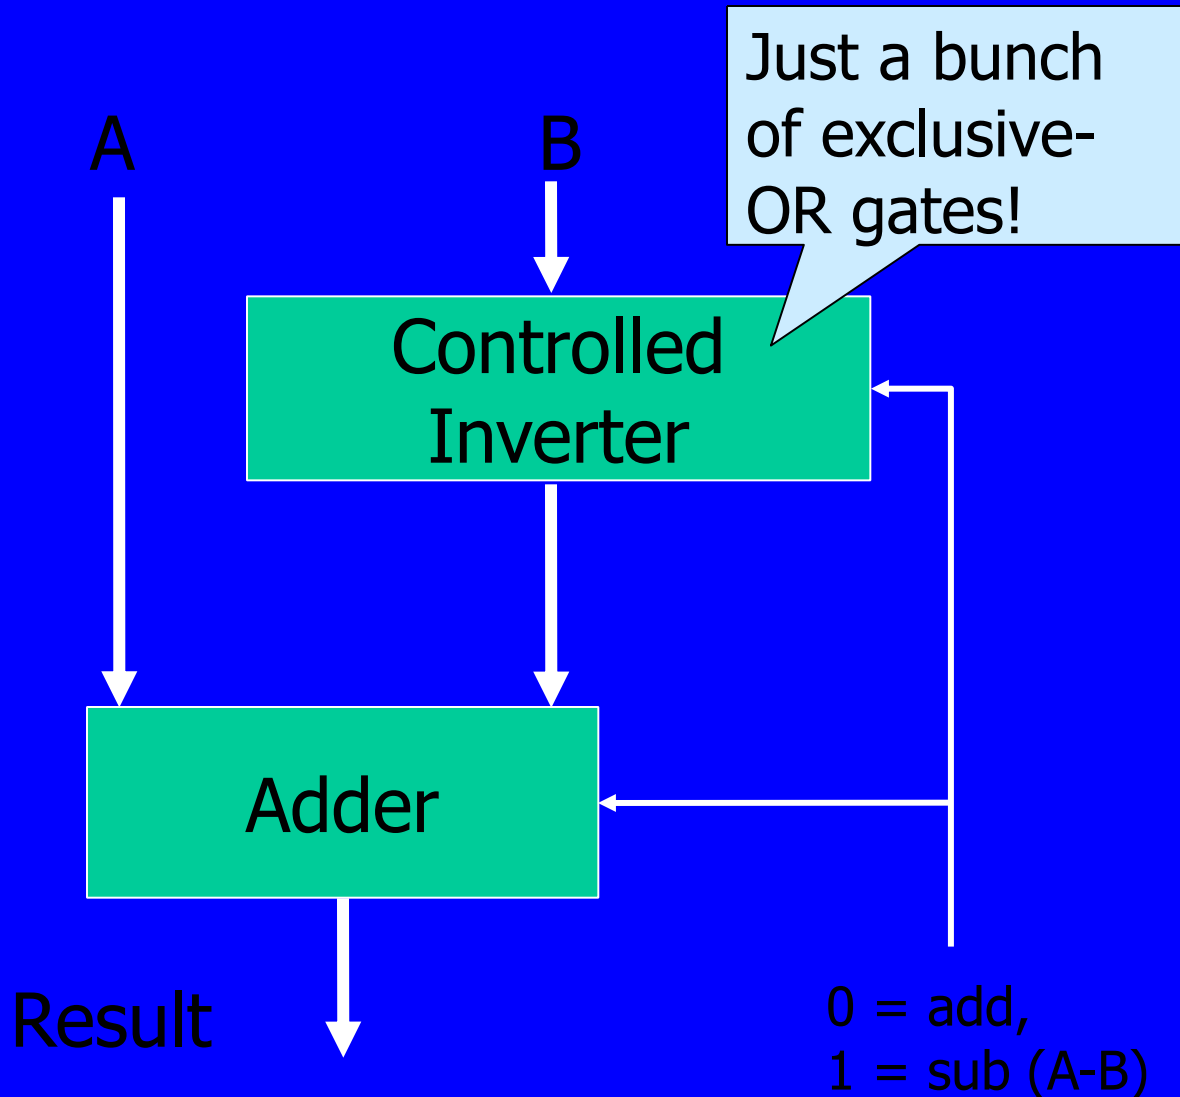 Just a bunch
of exclusive-
OR gates!
A
B
Controlled
Inverter
Adder
Result
0 = add,
1 = sub (A-B)